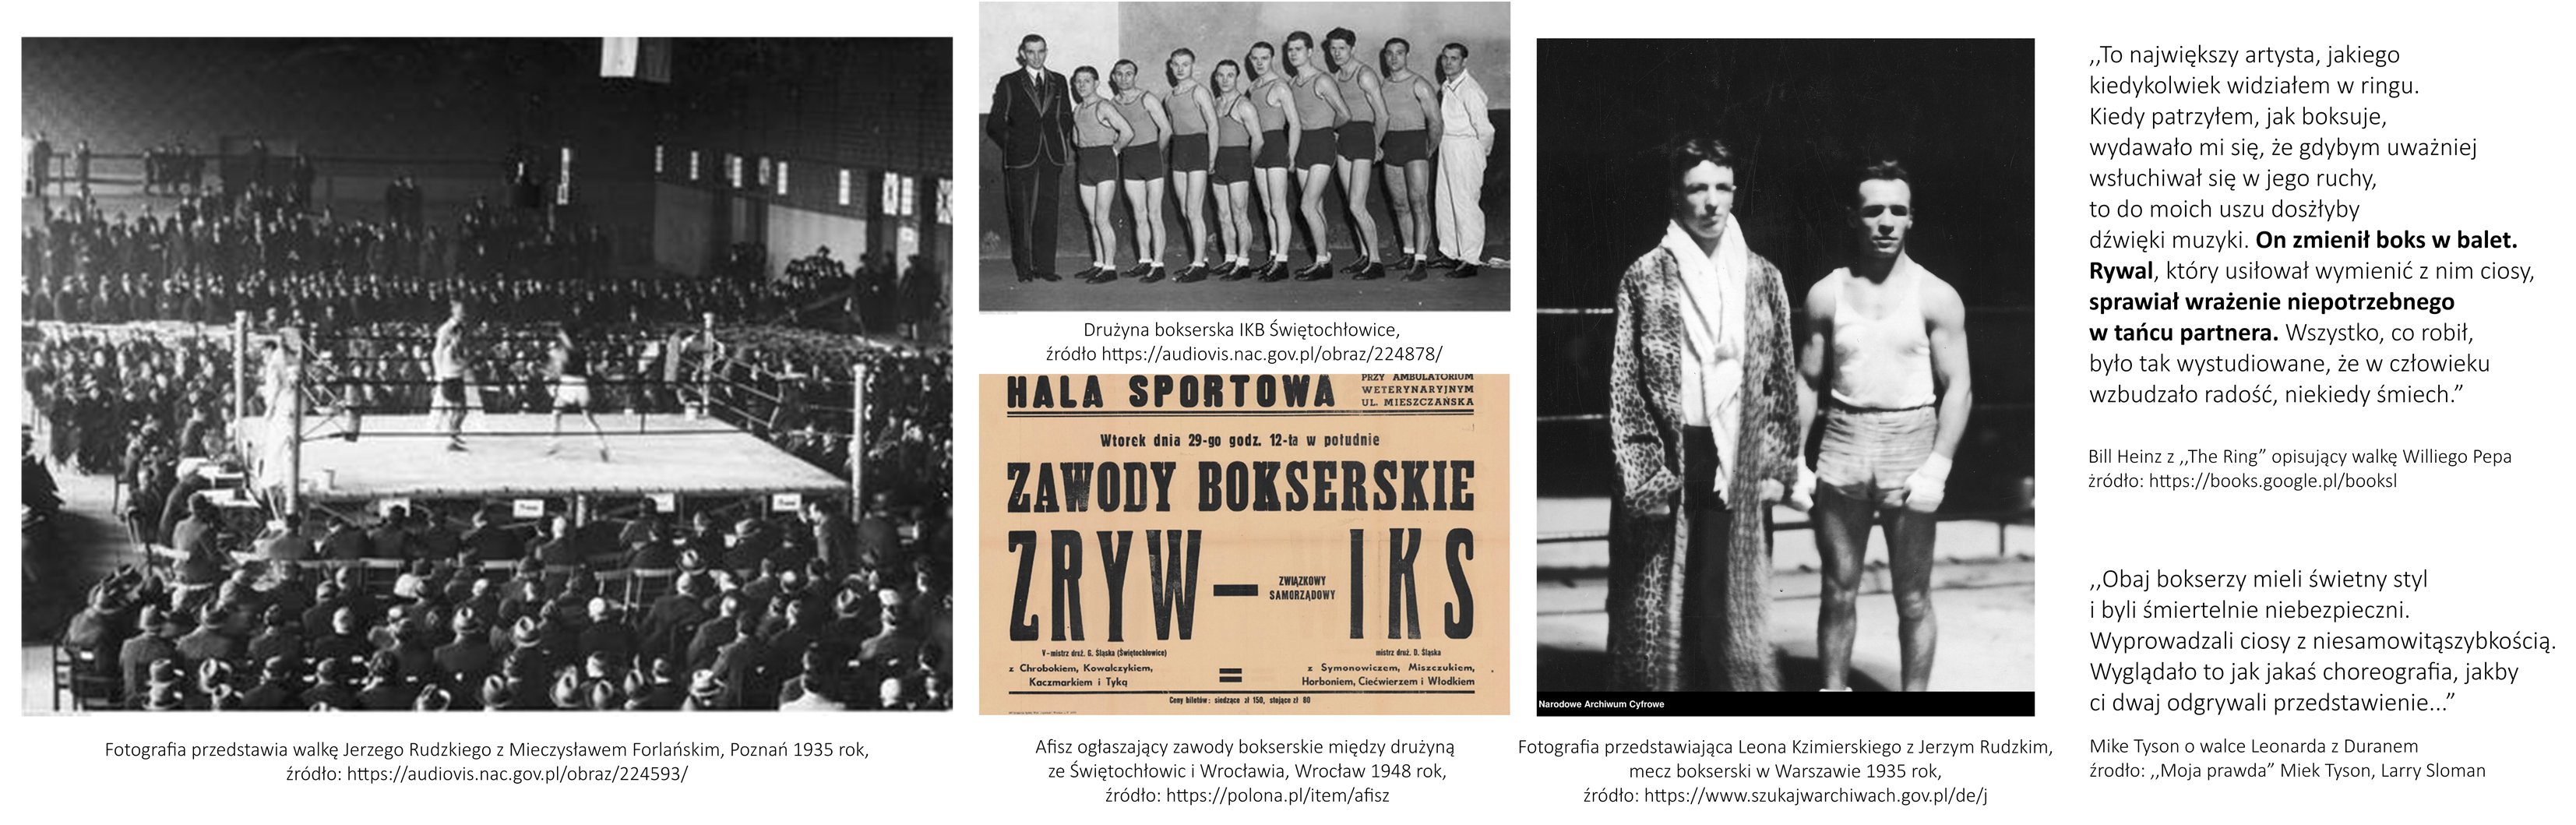 Fotografia przedstawia walkę Jerzego Rudzkiego z Mieczysławem Forlańskim, Poznań 1935 rok,
źródło: https://audiovis.nac.gov.pl/obraz/224593/
Drużyna bokserska IKB Świętochłowice,
źródło https://audiovis.nac.gov.pl/obraz/224878/
HALA SPORTOWA
PRZY AMBULATORIUM
WETERYNARYJNYM
UL. MIESZCZAŃSKA
Wtorek dnia 29-go godz. 12-ta w południe
ZAWODY BOKSERSKIE
ZRYW — IKS
ZWIĄZKOWY
SAMORZĄDOWY
V-mistrz druż. G. Śląska (Świętochłowice)
z Chrobokiem, Kowalczykiem,
Kaczmarkiem i Tyką
=
mistrz druż. D. Śląska
z Symonowiczem, Miszczukiem,
Horboniem, Ciećwierzem i Włodkiem
Ceny biletów: siedzące zł 150, stojące zł 80
Afisz ogłaszający zawody bokserskie między drużyną
ze Świętochłowic i Wrocławia, Wrocław 1948 rok,
źródło: https://polona.pl/item/afisz
Narodowe Archiwum Cyfrowe
Fotografia przedstawiająca Leona Kzimierskiego z Jerzym Rudzkim,
mecz bokserski w Warszawie 1935 rok,
źródło: https://www.szukajwarchiwach.gov.pl/de/j
,,To największy artysta, jakiego
kiedykolwiek widziałem w ringu.
Kiedy patrzyłem, jak boksuje,
wydawało mi się, że gdybym uważniej
wsłuchiwał się w jego ruchy,
to do moich uszu dosżłyby
dźwięki muzyki. On zmienił boks w balet.
Rywal, który usiłował wymienić z nim ciosy,
sprawiał wrażenie niepotrzebnego
w tańcu partnera. Wszystko, co robił,
było tak wystudiowane, że w człowieku
wzbudzało radość, niekiedy śmiech.”
Bill Heinz z ,,The Ring” opisujący walkę Williego Pepa
żródło: https://books.google.pl/booksl
,,Obaj bokserzy mieli świetny styl
i byli śmiertelnie niebezpieczni.
Wyprowadzali ciosy z niesamowitąszybkością.
Wyglądało to jak jakaś choreografia, jakby
ci dwaj odgrywali przedstawienie...”
Mike Tyson o walce Leonarda z Duranem
źrodło: ,,Moja prawda” Miek Tyson, Larry Sloman